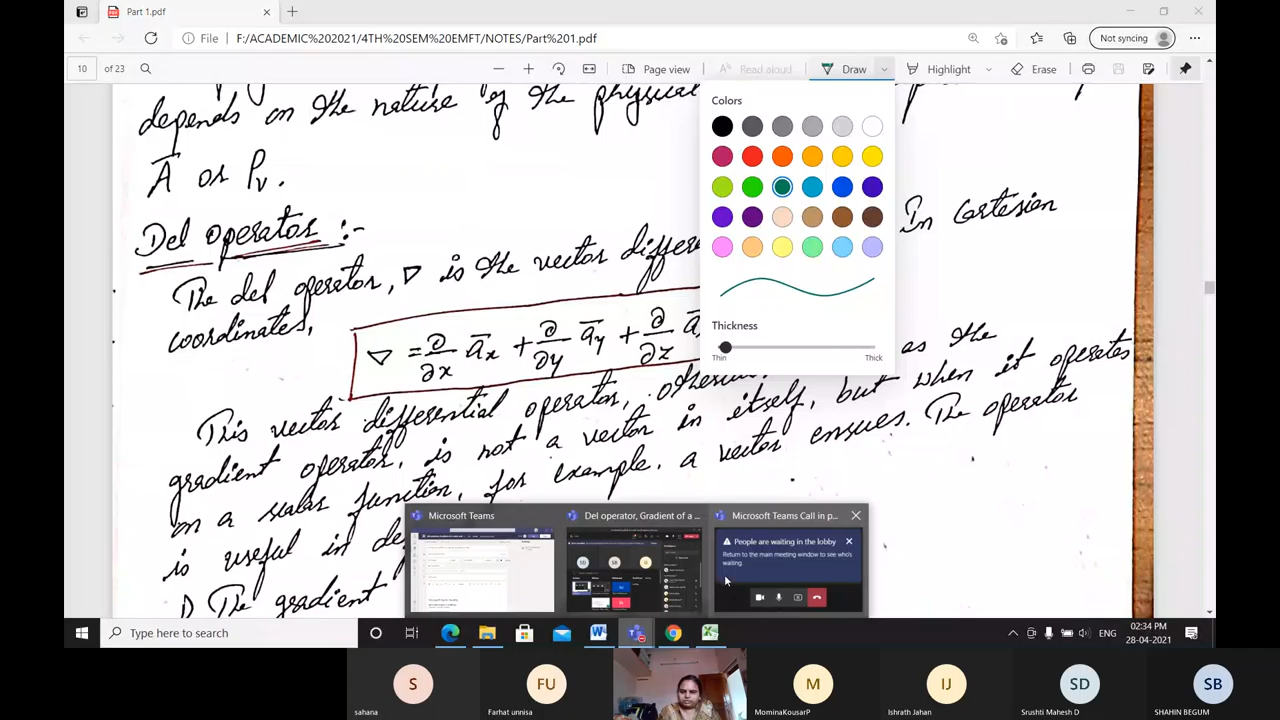 Part 1.pdf
File
F:/ACADEMIC%202021/4TH%20SEM%20EMFT/NOTES/Part%201.pdf
Not syncing
10 of 23
Page view
Read aloud
Draw
Highlight
Erase
depends on the nature of the physical
A̅ or Pv.
Del operator :-
The del operator, ∇ is the vector In Cartesian
coordinates,
∇ = ∂/∂x a̅x + ∂/∂y a̅y + ∂/∂z
This vector differential operator, as the
gradient operator, is not a vector in itself, but when it operates
on a scalar function, for example, a vector ensues. The operator
is useful in
1) The gradient
Colors
Thickness
Thin
Thick
Microsoft Teams
Del operator, Gradient of a ...
Microsoft Teams Call in p...
People are waiting in the lobby
Return to the main meeting window to see who's
waiting.
Type here to search
ENG
02:34 PM
28-04-2021
S
FU
M
IJ
SD
SB
sahana
Farhat unnisa
MominaKousarP
Ishrath Jahan
Srushti Mahesh D
SHAHIN BEGUM